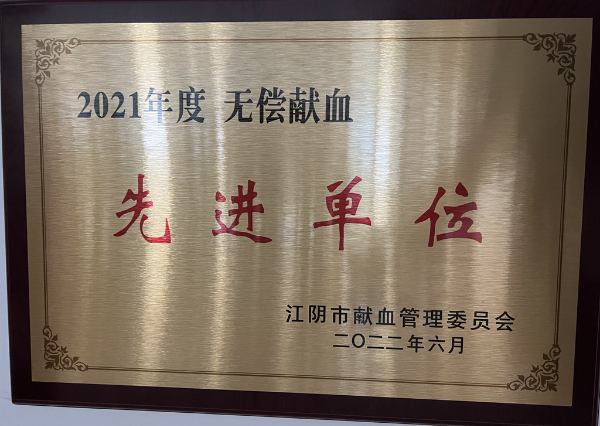 2021年度 无偿献血
先进单位
江阴市献血管理委员会
二〇二二年六月